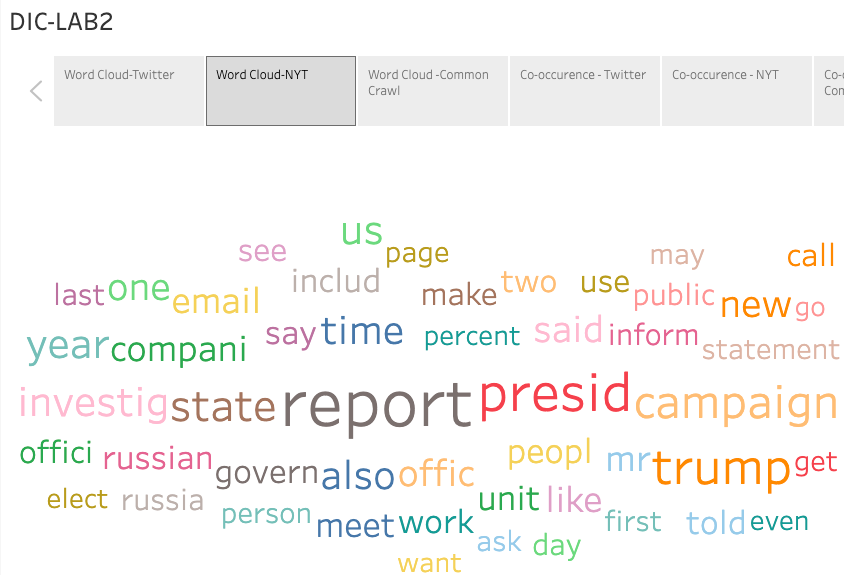 DIC-LAB2
Word Cloud-Twitter
Word Cloud-NYT
Word Cloud -Common
Crawl
Co-occurence - Twitter
Co-occurence - NYT
Co-o
Con
us
see page may call
last one email includ make two use public new go
year compani say time percent said inform statement
investig state report presid campaign
offici russian govern also offic peopl mr trump get
elect russia person meet work unit like first told even
ask day
want